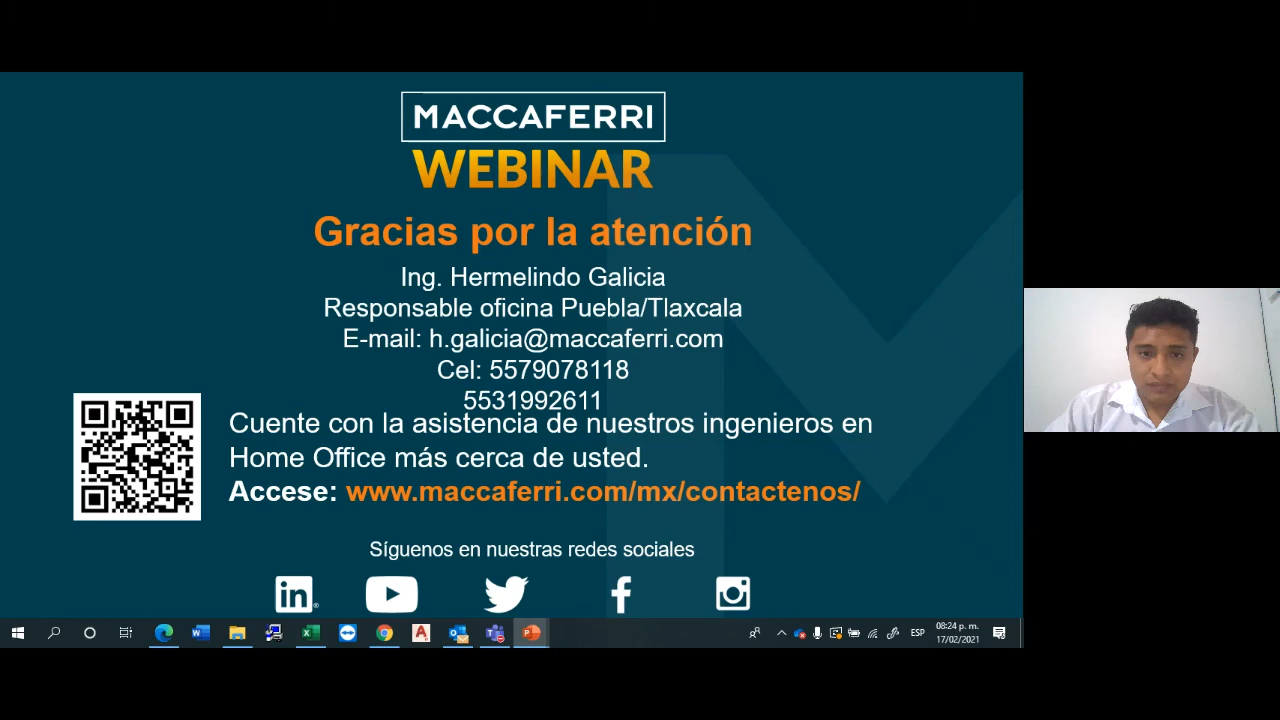 MACCAFERRI
WEBINAR
Gracias por la atención
Ing. Hermelindo Galicia
Responsable oficina Puebla/Tlaxcala
E-mail: h.galicia@maccaferri.com
Cel: 5579078118
5531992611
Cuente con la asistencia de nuestros ingenieros en
Home Office más cerca de usted.
Accese: www.maccaferri.com/mx/contactenos/
Síguenos en nuestras redes sociales
in
ESP
08:24 p. m.
17/02/2021